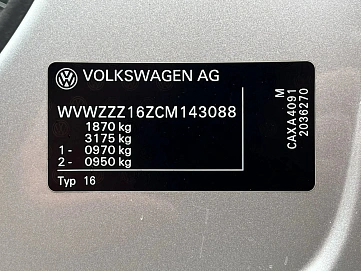 VOLKSWAGEN AG
WVWZZZ16ZCM143088
1870 kg
3175 kg
1- 0970 kg
2- 0950 kg
Typ 16
M
CAXA4091
2036270